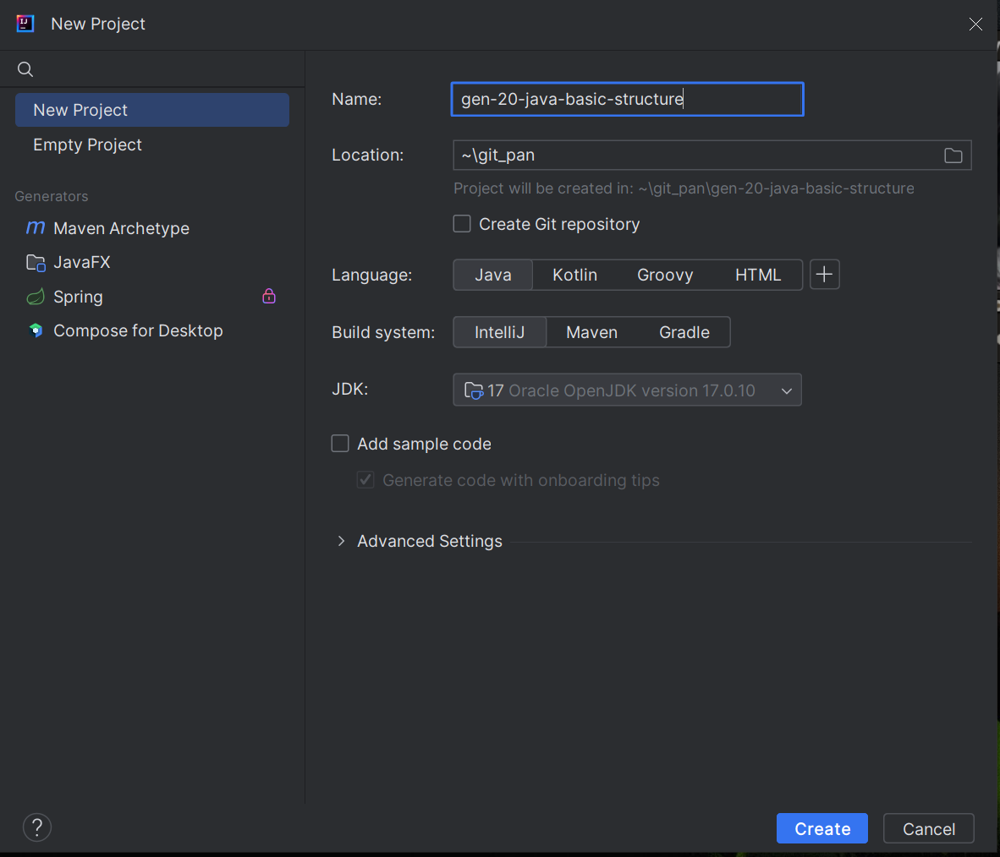 New Project
New Project
Empty Project
Generators
Maven Archetype
JavaFX
Spring
Compose for Desktop
Name: gen-20-java-basic-structure
Location: ~\git_pan
Project will be created in: ~\git_pan\gen-20-java-basic-structure
Create Git repository
Language: Java Kotlin Groovy HTML
Build system: IntelliJ Maven Gradle
JDK: 17 Oracle OpenJDK version 17.0.10
Add sample code
Generate code with onboarding tips
Advanced Settings
? Create Cancel